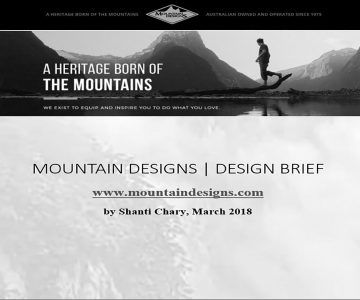 A HERITAGE BORN OF THE MOUNTAINS
MOUNTAIN DESIGNS
AUSTRALIAN OWNED AND OPERATED SINCE 1975
A HERITAGE BORN OF
THE MOUNTAINS
WE EXIST TO EQUIP AND INSPIRE YOU TO DO WHAT YOU LOVE.
MOUNTAIN DESIGNS | DESIGN BRIEF
www.mountaindesigns.com
by Shanti Chary, March 2018